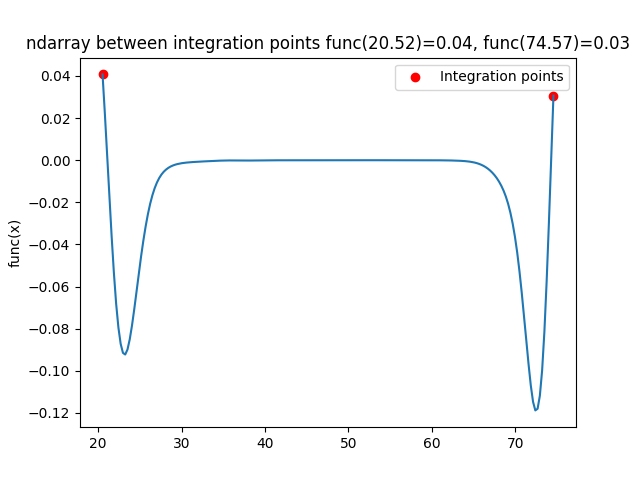 ndarray between integration points func(20.52)=0.04, func(74.57)=0.03
Integration points
func(x)
0.04
0.02
0.00
−0.02
−0.04
−0.06
−0.08
−0.10
−0.12
20 30 40 50 60 70